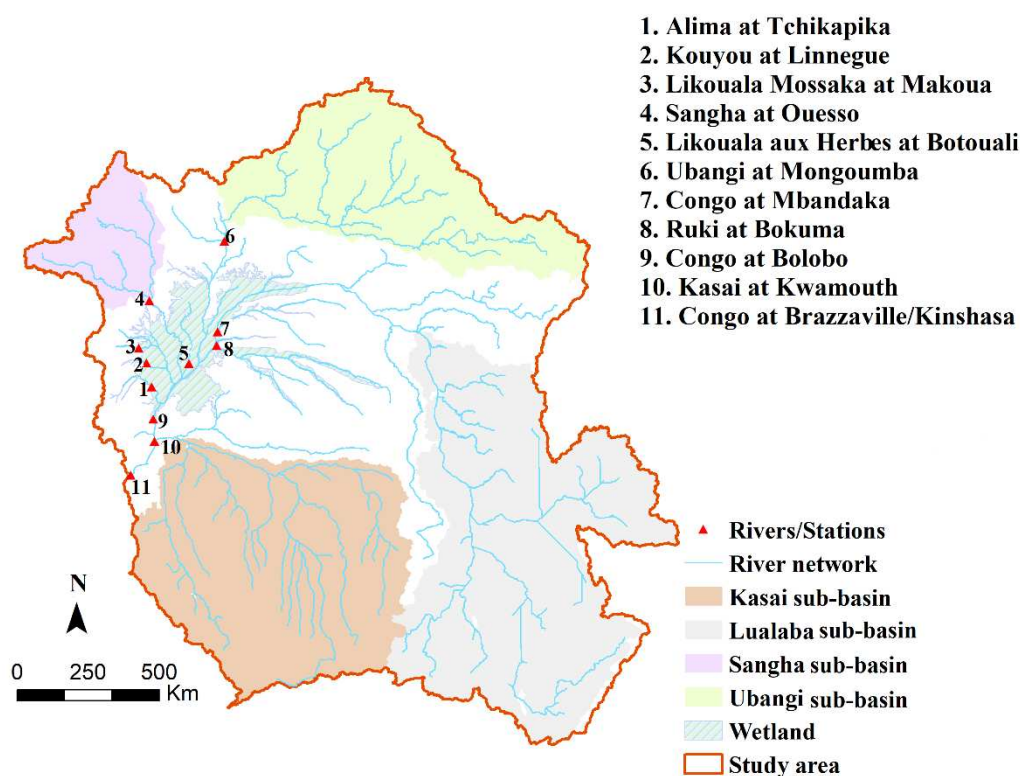 1. Alima at Tchikapika
2. Kouyou at Linnegue
3. Likouala Mossaka at Makoua
4. Sangha at Ouesso
5. Likouala aux Herbes at Botouali
6. Ubangi at Mongoumba
7. Congo at Mbandaka
8. Ruki at Bokuma
9. Congo at Bolobo
10. Kasai at Kwamouth
11. Congo at Brazzaville/Kinshasa
6
4
7
3
8
2
5
1
9
10
11
Rivers/Stations
River network
Kasai sub-basin
Lualaba sub-basin
Sangha sub-basin
Ubangi sub-basin
Wetland
Study area
N
0 250 500
Km